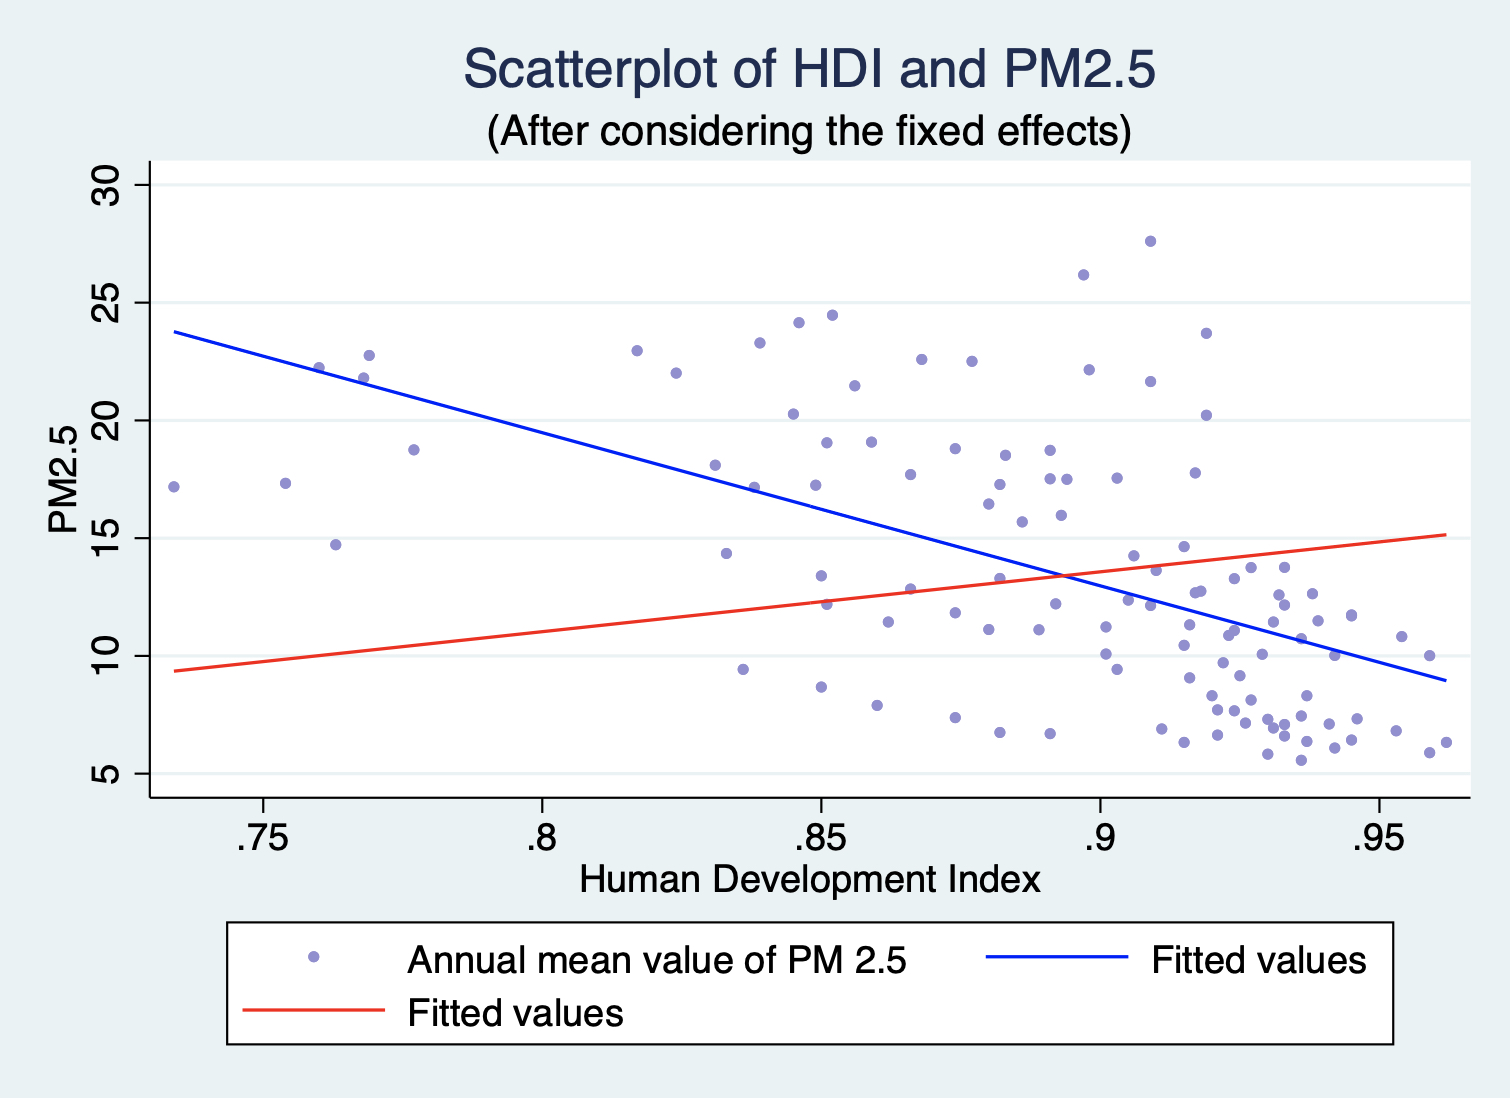 Scatterplot of HDI and PM2.5
(After considering the fixed effects)
PM2.5
30
25
20
15
10
5
.75 .8 .85 .9 .95
Human Development Index
Annual mean value of PM 2.5 Fitted values
Fitted values